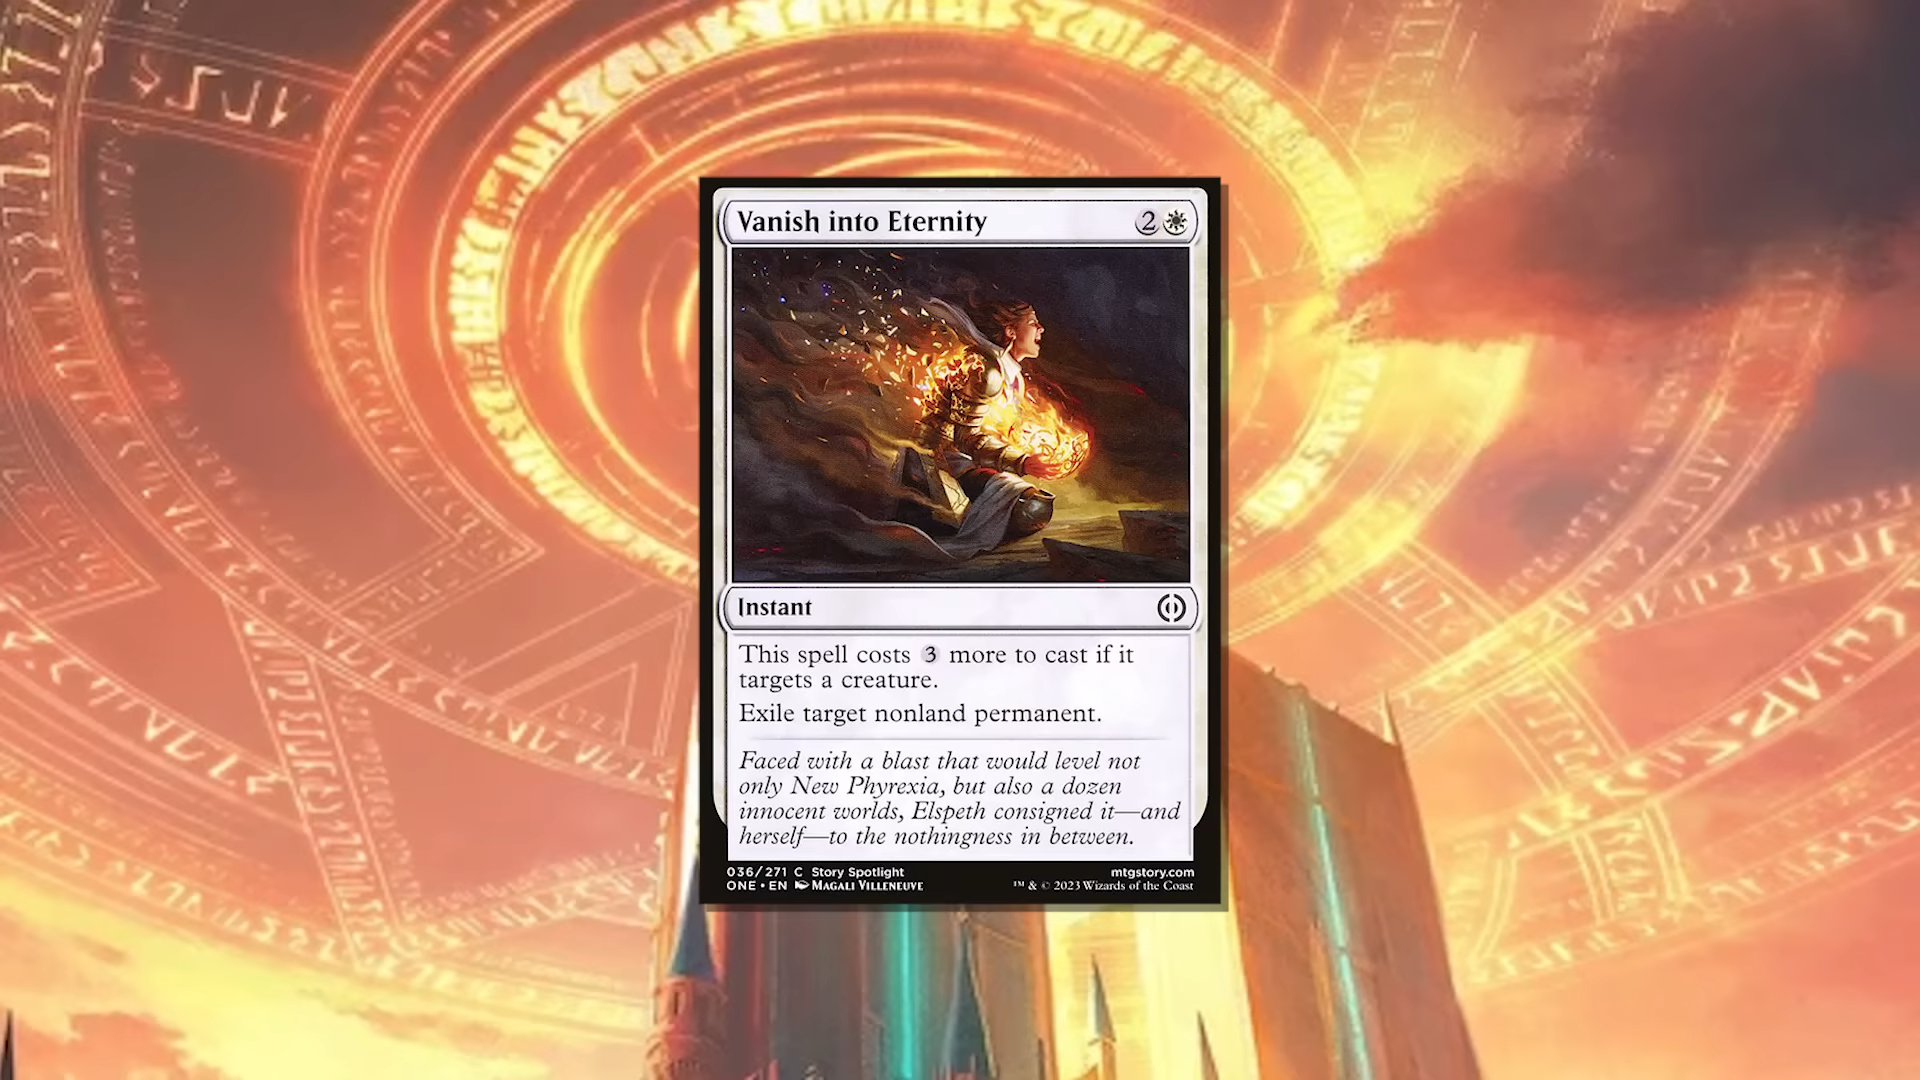 Vanish into Eternity 2
Instant
This spell costs 3 more to cast if it
targets a creature.
Exile target nonland permanent.
Faced with a blast that would level not
only New Phyrexia, but also a dozen
innocent worlds, Elspeth consigned it—and
herself—to the nothingness in between.
036/271 C Story Spotlight mtgstory.com
ONE • EN Magali Villeneuve ™ & © 2023 Wizards of the Coast